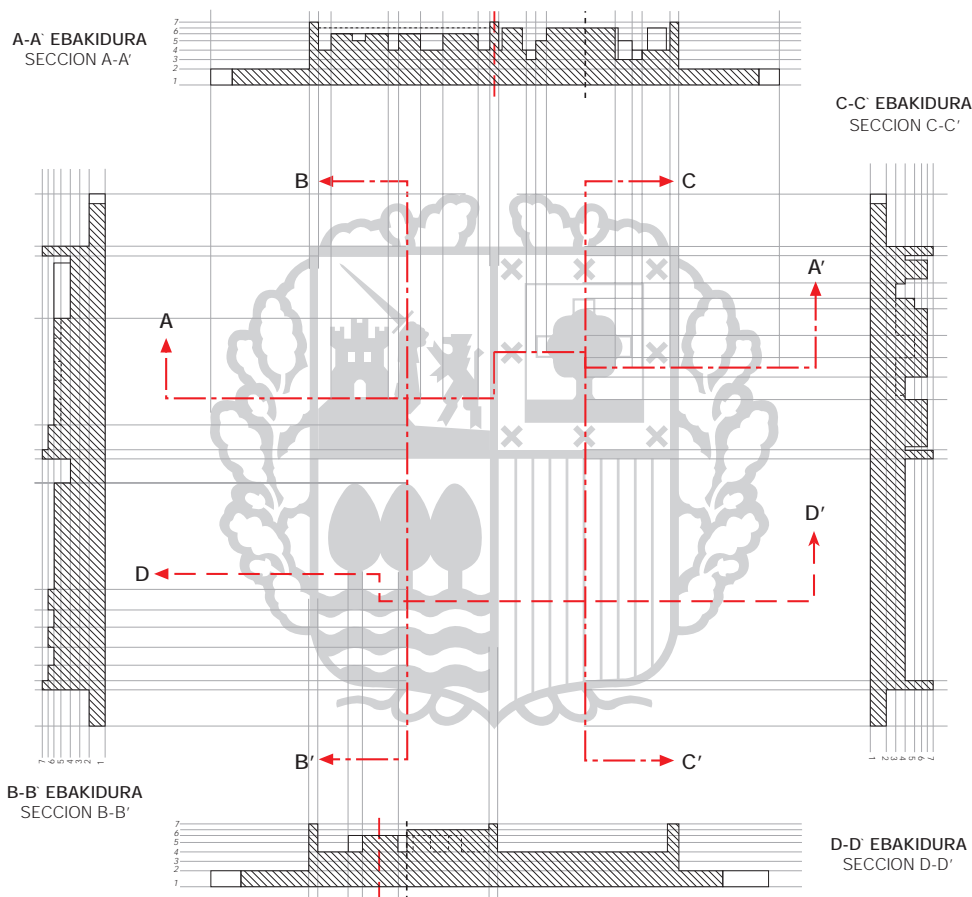 7
6
5
4
3
2
1
A-A` EBAKIDURA
SECCION A-A'
C-C` EBAKIDURA
SECCION C-C'
B
C
A'
A
D'
D
B'
C'
7 6 5 4 3 2 1
1 2 3 4 5 6 7
B-B` EBAKIDURA
SECCION B-B'
7
6
5
4
3
2
1
D-D` EBAKIDURA
SECCION D-D'